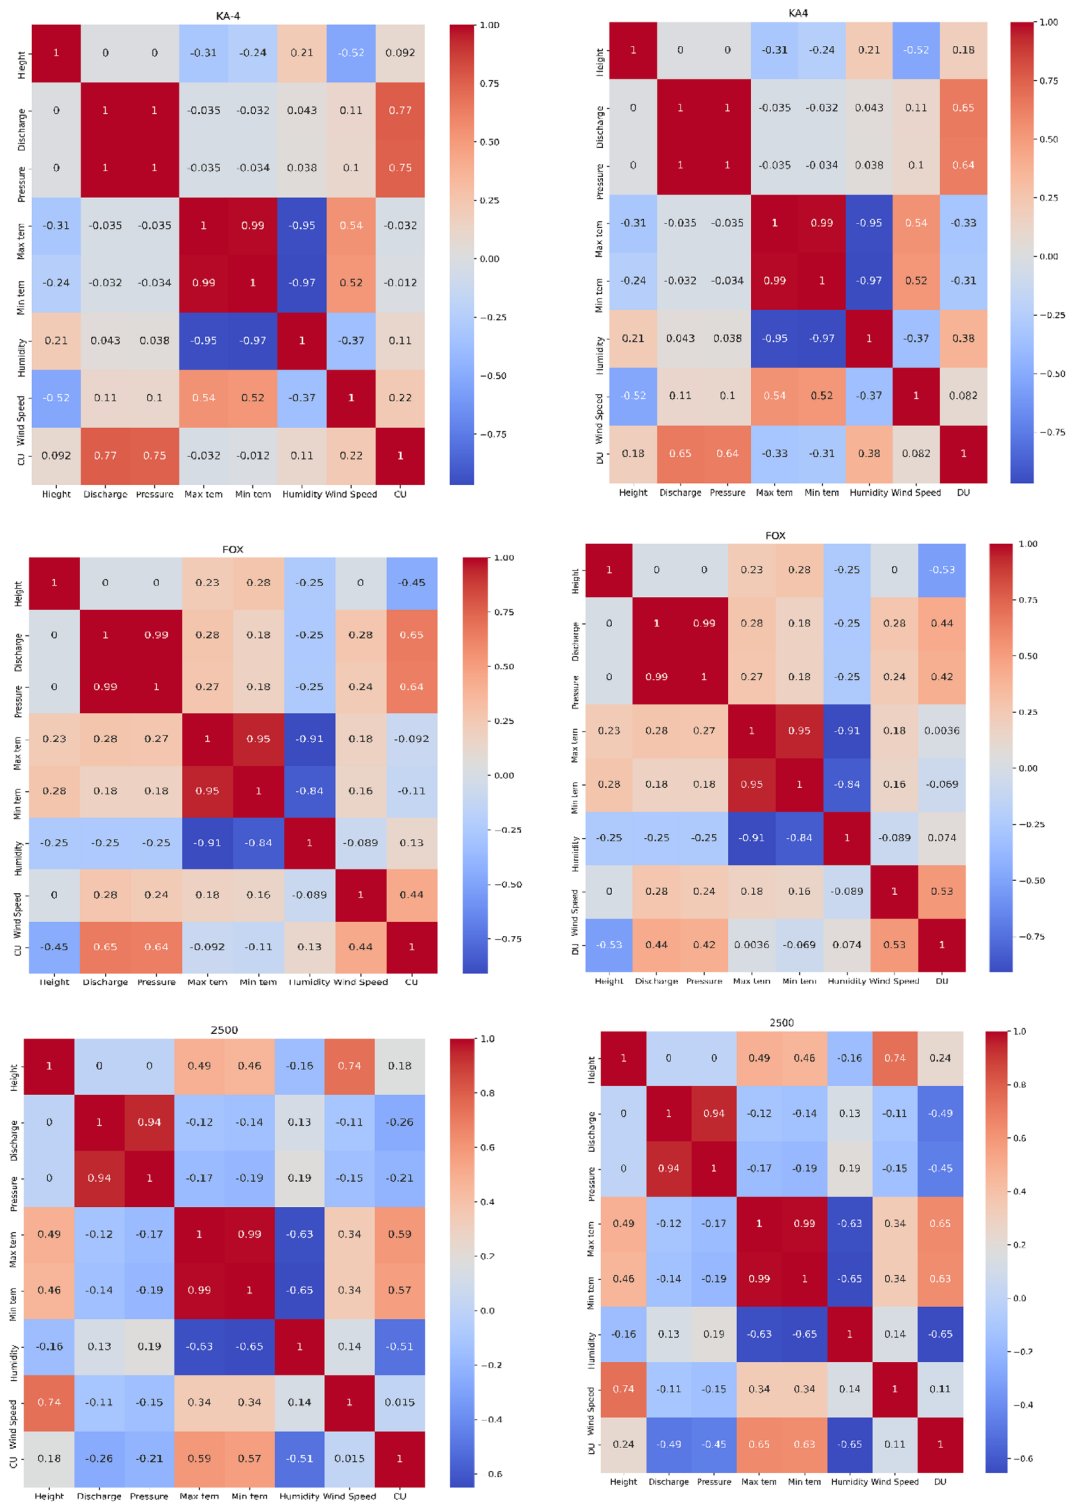 KA-4
Hieght 1 0 0 -0.31 -0.24 0.21 -0.52 0.092
Discharge 0 1 1 -0.035 -0.032 0.043 0.11 0.77
Pressure 0 1 1 -0.035 -0.034 0.038 0.1 0.75
Max tem -0.31 -0.035 -0.035 1 0.99 -0.95 0.54 -0.032
Min tem -0.24 -0.032 -0.034 0.99 1 -0.97 0.52 -0.012
Humidity 0.21 0.043 0.038 -0.95 -0.97 1 -0.37 0.11
Wind Speed -0.52 0.11 0.1 0.54 0.52 -0.37 1 0.22
CU 0.092 0.77 0.75 -0.032 -0.012 0.11 0.22 1
Hieght Discharge Pressure Max tem Min tem Humidity Wind Speed CU
1.00
0.75
0.50
0.25
0.00
−0.25
−0.50
−0.75
KA4
Height 1 0 0 -0.31 -0.24 0.21 -0.52 0.18
Discharge 0 1 1 -0.035 -0.032 0.043 0.11 0.65
Pressure 0 1 1 -0.035 -0.034 0.038 0.1 0.64
Max tem -0.31 -0.035 -0.035 1 0.99 -0.95 0.54 -0.33
Min tem -0.24 -0.032 -0.034 0.99 1 -0.97 0.52 -0.31
Humidity 0.21 0.043 0.038 -0.95 -0.97 1 -0.37 0.38
Wind Speed -0.52 0.11 0.1 0.54 0.52 -0.37 1 0.082
DU 0.18 0.65 0.64 -0.33 -0.31 0.38 0.082 1
Height Discharge Pressure Max tem Min tem Humidity Wind Speed DU
1.00
0.75
0.50
0.25
0.00
−0.25
−0.50
−0.75
FOX
Height 1 0 0 0.23 0.28 -0.25 0 -0.45
Discharge 0 1 0.99 0.28 0.18 -0.25 0.28 0.65
Pressure 0 0.99 1 0.27 0.18 -0.25 0.24 0.64
Max tem 0.23 0.28 0.27 1 0.95 -0.91 0.18 -0.092
Min tem 0.28 0.18 0.18 0.95 1 -0.84 0.16 -0.11
Humidity -0.25 -0.25 -0.25 -0.91 -0.84 1 -0.089 0.13
Wind Speed 0 0.28 0.24 0.18 0.16 -0.089 1 0.44
CU -0.45 0.65 0.64 -0.092 -0.11 0.13 0.44 1
Height Discharge Pressure Max tem Min tem Humidity Wind Speed CU
1.00
0.75
0.50
0.25
0.00
−0.25
−0.50
−0.75
FOX
Height 1 0 0 0.23 0.28 -0.25 0 -0.53
Discharge 0 1 0.99 0.28 0.18 -0.25 0.28 0.44
Pressure 0 0.99 1 0.27 0.18 -0.25 0.24 0.42
Max tem 0.23 0.28 0.27 1 0.95 -0.91 0.18 0.0036
Min tem 0.28 0.18 0.18 0.95 1 -0.84 0.16 -0.069
Humidity -0.25 -0.25 -0.25 -0.91 -0.84 1 -0.089 0.074
Wind Speed 0 0.28 0.24 0.18 0.16 -0.089 1 0.53
DU -0.53 0.44 0.42 0.0036 -0.069 0.074 0.53 1
Height Discharge Pressure Max tem Min tem Humidity Wind Speed DU
1.00
0.75
0.50
0.25
0.00
−0.25
−0.50
−0.75
2500
Height 1 0 0 0.49 0.46 -0.16 0.74 0.18
Discharge 0 1 0.94 -0.12 -0.14 0.13 -0.11 -0.26
Pressure 0 0.94 1 -0.17 -0.19 0.19 -0.15 -0.21
Max tem 0.49 -0.12 -0.17 1 0.99 -0.63 0.34 0.59
Min tem 0.46 -0.14 -0.19 0.99 1 -0.65 0.34 0.57
Humidity -0.16 0.13 0.19 -0.63 -0.65 1 0.14 -0.51
Wind Speed 0.74 -0.11 -0.15 0.34 0.34 0.14 1 0.015
CU 0.18 -0.26 -0.21 0.59 0.57 -0.51 0.015 1
Height Discharge Pressure Max tem Min tem Humidity Wind Speed CU
1.0
0.8
0.6
0.4
0.2
0.0
−0.2
−0.4
0.6
2500
Height 1 0 0 0.49 0.46 -0.16 0.74 0.24
Discharge 0 1 0.94 -0.12 -0.14 0.13 -0.11 -0.49
Pressure 0 0.94 1 -0.17 -0.19 0.19 -0.15 -0.45
Max tem 0.49 -0.12 -0.17 1 0.99 -0.63 0.34 0.65
Min tem 0.46 -0.14 -0.19 0.99 1 -0.65 0.34 0.63
Humidity -0.16 0.13 0.19 -0.63 -0.65 1 0.14 -0.65
Wind Speed 0.74 -0.11 -0.15 0.34 0.34 0.14 1 0.11
DU 0.24 -0.49 -0.45 0.65 0.63 -0.65 0.11 1
Height Discharge Pressure Max tem Min tem Humidity Wind Speed DU
1.0
0.8
0.6
0.4
0.2
0.0
−0.2
−0.4
−0.6